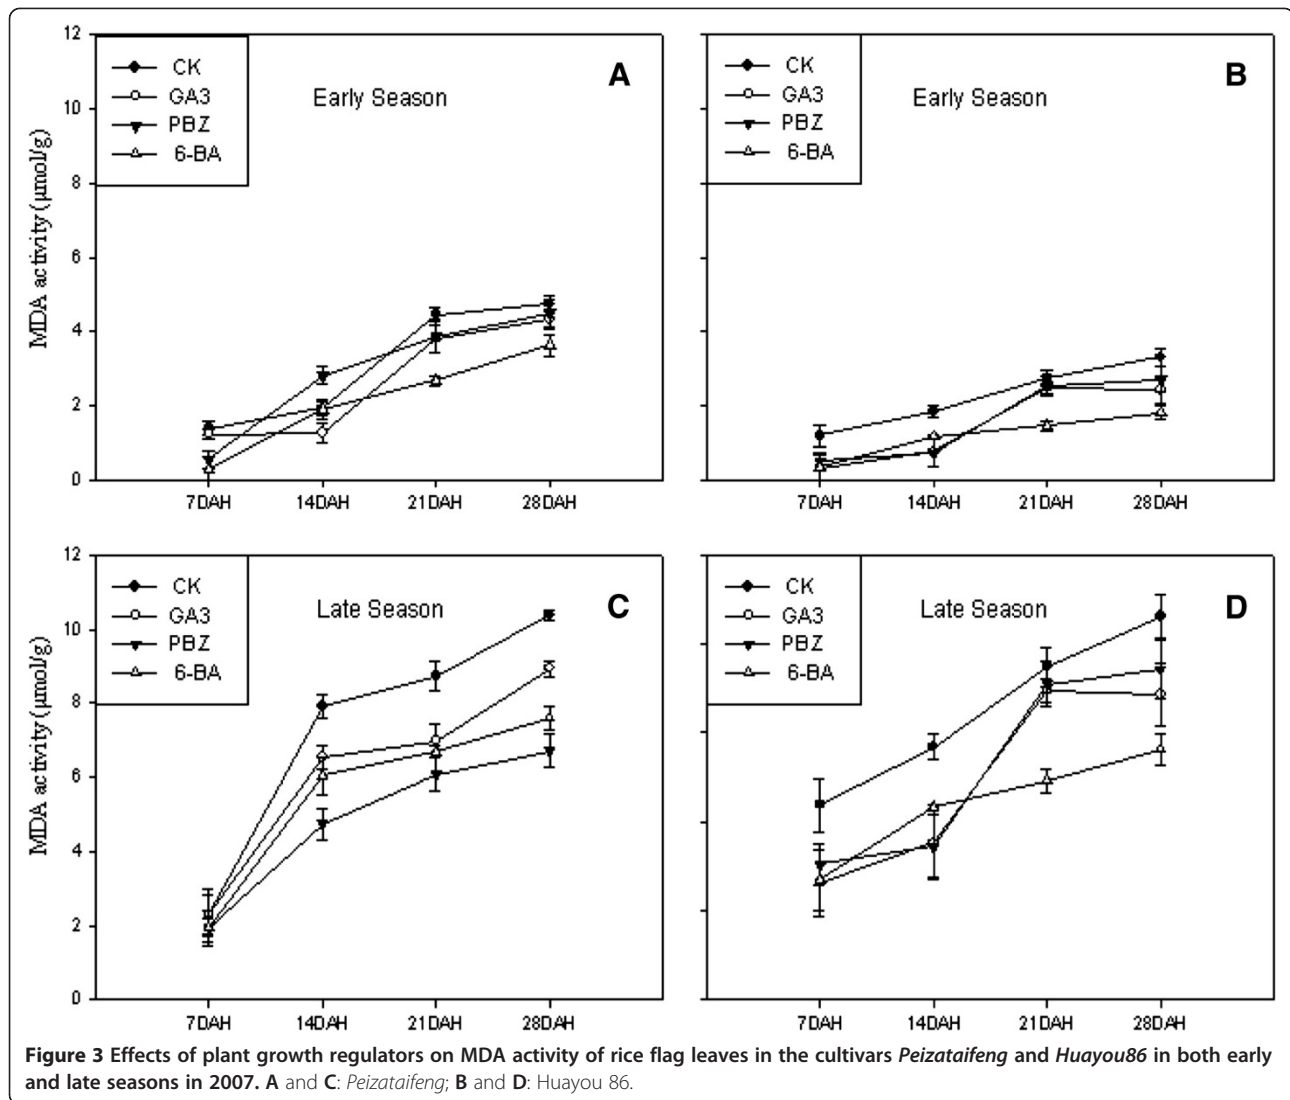 12
10
8
6
4
2
0
MDA activity (μmol/g)
CK
GA3
PBZ
6-BA
Early Season
A
7DAH 14DAH 21DAH 28DAH
CK
GA3
PBZ
6-BA
Early Season
B
7DAH 14DAH 21DAH 28DAH
12
10
8
6
4
2
0
MDA activity (μmol/g)
CK
GA3
PBZ
6-BA
Late Season
C
7DAH 14DAH 21DAH 28DAH
CK
GA3
PBZ
6-BA
Late Season
D
7DAH 14DAH 21DAH 28DAH
Figure 3 Effects of plant growth regulators on MDA activity of rice flag leaves in the cultivars Peizataifeng and Huayou86 in both early
and late seasons in 2007. A and C: Peizataifeng; B and D: Huayou 86.